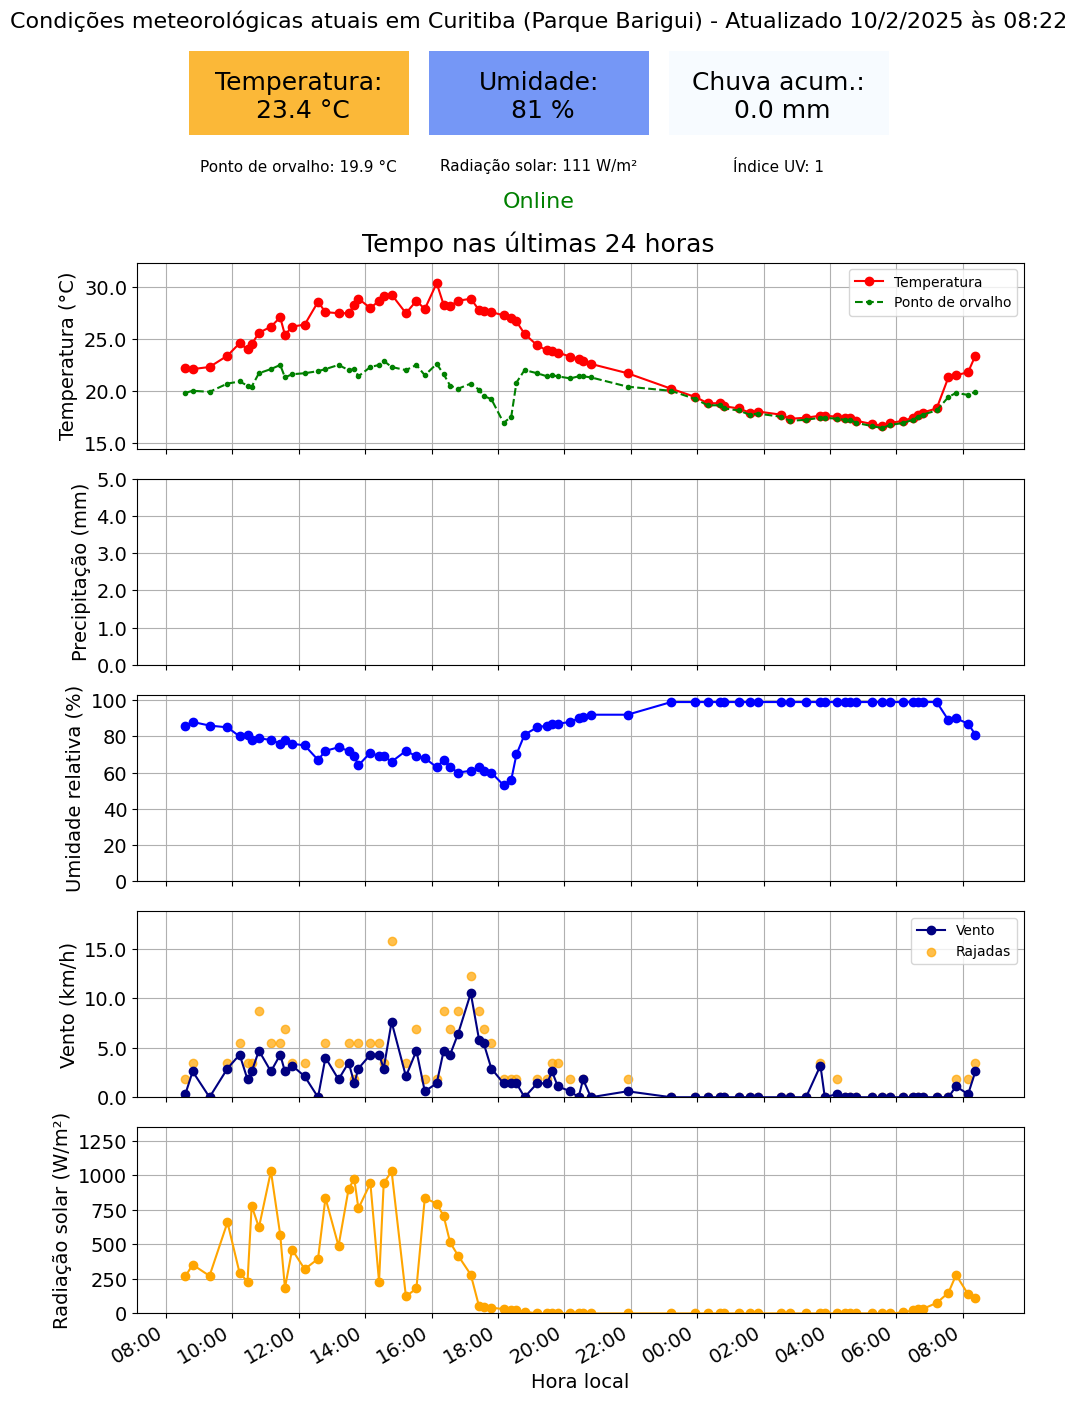 Condições meteorológicas atuais em Curitiba (Parque Barigui) - Atualizado 10/2/2025 às 08:22
Temperatura:
23.4 °C
Umidade:
81 %
Chuva acum.:
0.0 mm
Ponto de orvalho: 19.9 °C
Radiação solar: 111 W/m²
Índice UV: 1
Online
Tempo nas últimas 24 horas
Temperatura (°C)
30.0
25.0
20.0
15.0
Temperatura
Ponto de orvalho
Precipitação (mm)
5.0
4.0
3.0
2.0
1.0
0.0
Umidade relativa (%)
100
80
60
40
20
0
Vento (km/h)
15.0
10.0
5.0
0.0
Vento
Rajadas
Radiação solar (W/m²)
1250
1000
750
500
250
0
08:00
10:00
12:00
14:00
16:00
18:00
20:00
22:00
00:00
02:00
04:00
06:00
08:00
Hora local